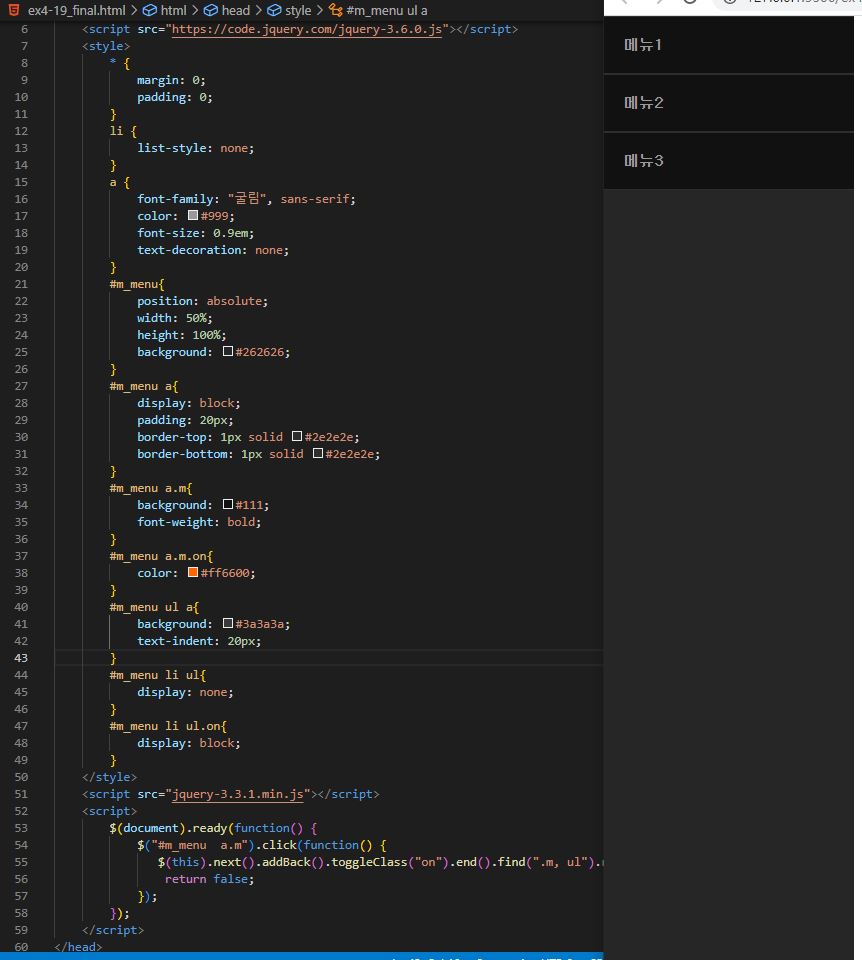 ex4-19_final.html > html > head > style > #m_menu ul a
6 <script src="https://code.jquery.com/jquery-3.6.0.js"></script>
7 <style>
8 * {
9 margin: 0;
10 padding: 0;
11 }
12 li {
13 list-style: none;
14 }
15 a {
16 font-family: "굴림", sans-serif;
17 color: #999;
18 font-size: 0.9em;
19 text-decoration: none;
20 }
21 #m_menu{
22 position: absolute;
23 width: 50%;
24 height: 100%;
25 background: #262626;
26 }
27 #m_menu a{
28 display: block;
29 padding: 20px;
30 border-top: 1px solid #2e2e2e;
31 border-bottom: 1px solid #2e2e2e;
32 }
33 #m_menu a.m{
34 background: #111;
35 font-weight: bold;
36 }
37 #m_menu a.m.on{
38 color: #ff6600;
39 }
40 #m_menu ul a{
41 background: #3a3a3a;
42 text-indent: 20px;
43 }
44 #m_menu li ul{
45 display: none;
46 }
47 #m_menu li ul.on{
48 display: block;
49 }
50 </style>
51 <script src="jquery-3.3.1.min.js"></script>
52 <script>
53 $(document).ready(function() {
54 $("#m_menu  a.m").click(function() {
55 $(this).next().addBack().toggleClass("on").end().find(".m, ul").
56 return false;
57 });
58 });
59 </script>
60 </head>
메뉴1
메뉴2
메뉴3